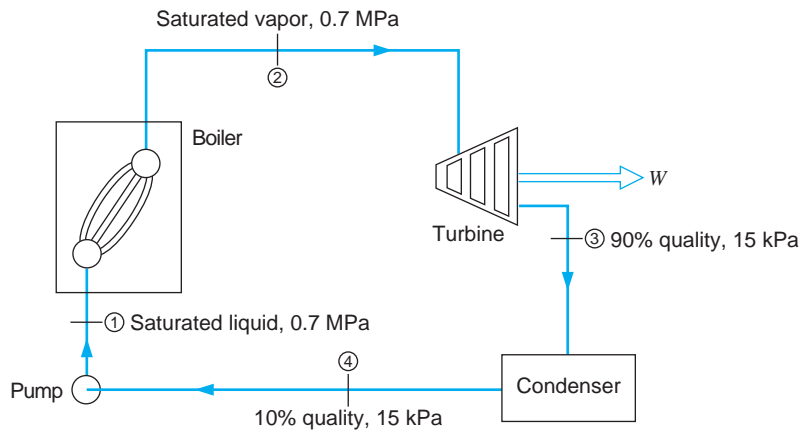 Saturated vapor, 0.7 MPa
②
Boiler
W
Turbine
③ 90% quality, 15 kPa
① Saturated liquid, 0.7 MPa
④
Condenser
Pump
10% quality, 15 kPa